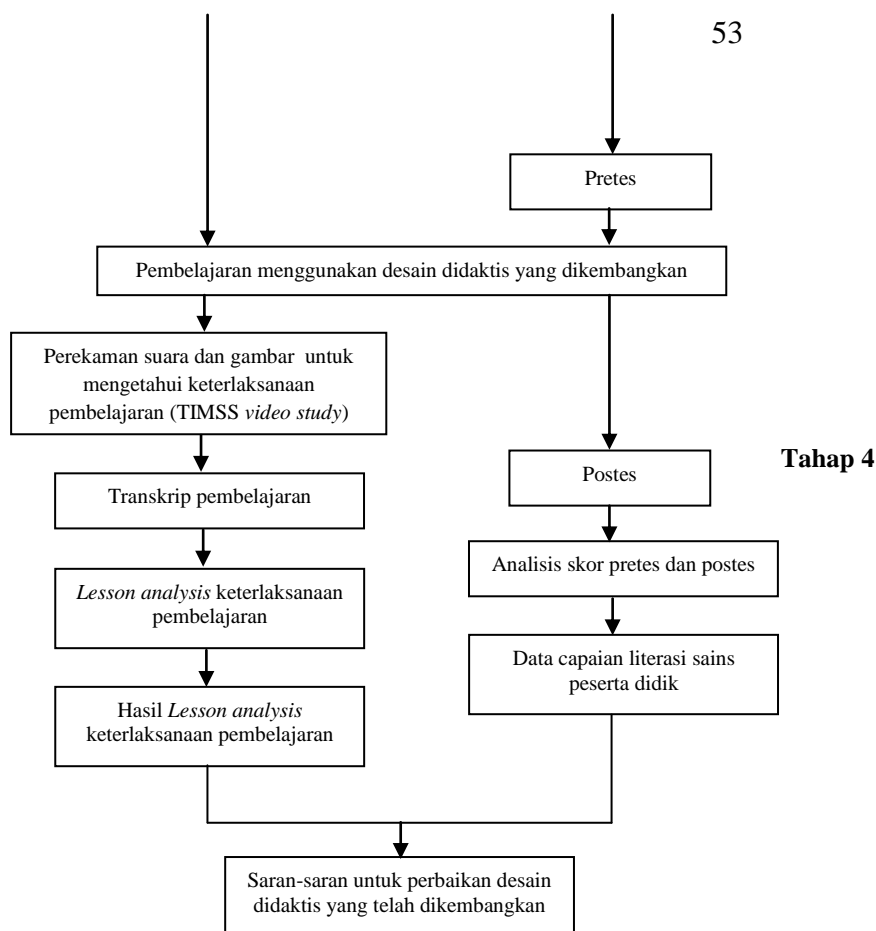 53
Pretes
Pembelajaran menggunakan desain didaktis yang dikembangkan
Perekaman suara dan gambar untuk
mengetahui keterlaksanaan
pembelajaran (TIMSS video study)
Transkrip pembelajaran
Lesson analysis keterlaksanaan
pembelajaran
Hasil Lesson analysis
keterlaksanaan pembelajaran
Postes
Tahap 4
Analisis skor pretes dan postes
Data capaian literasi sains
peserta didik
Saran-saran untuk perbaikan desain
didaktis yang telah dikembangkan